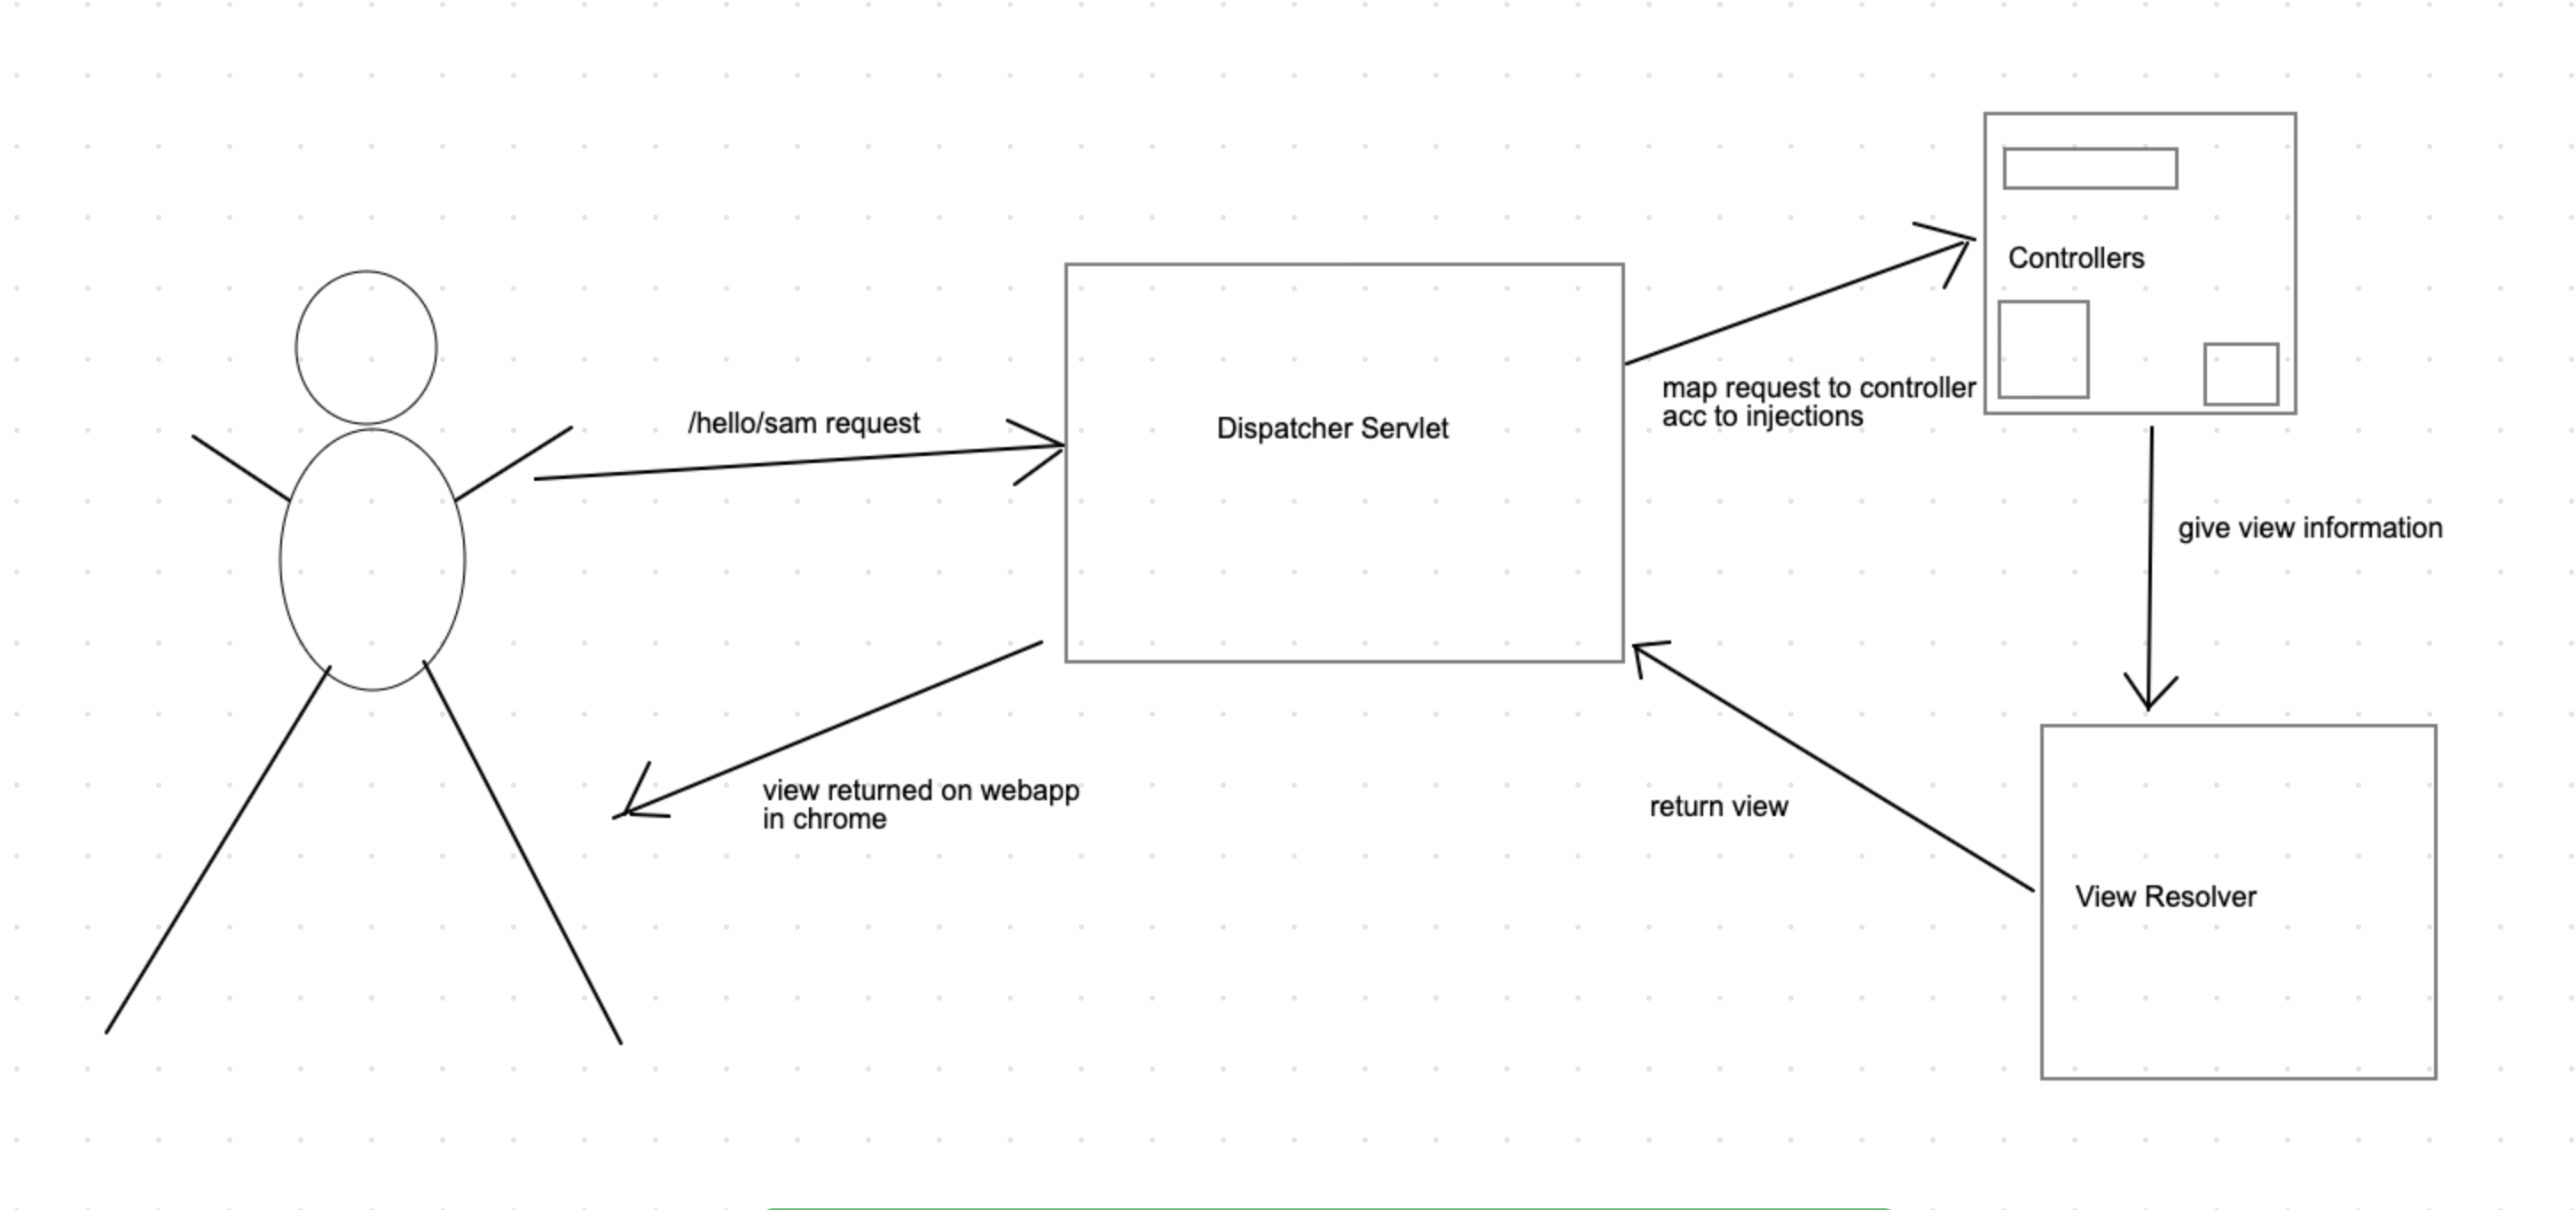 /hello/sam request
Dispatcher Servlet
map request to controller
acc to injections
Controllers
give view information
View Resolver
return view
view returned on webapp
in chrome